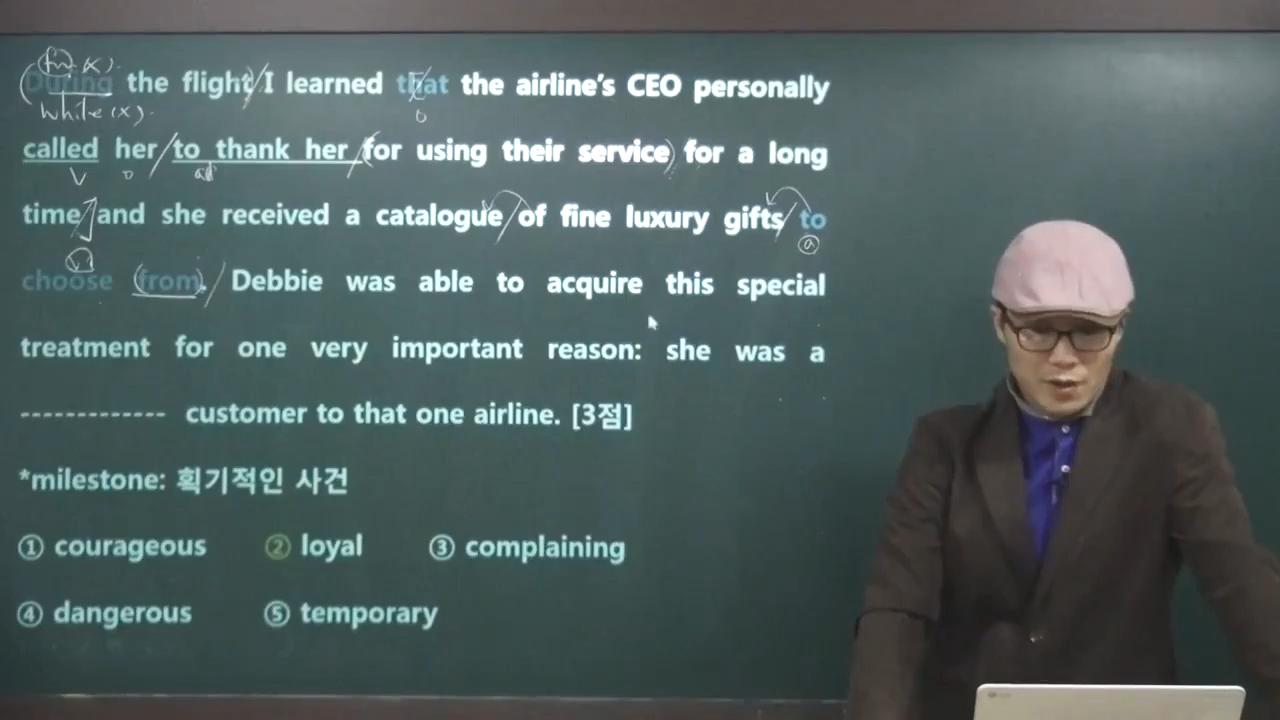 for (x).
During the flight I learned that the airline's CEO personally
while (x).
o
called her to thank her for using their service for a long
v o ad
time, and she received a catalogue of fine luxury gifts to
a
choose from. Debbie was able to acquire this special
treatment for one very important reason: she was a
------------- customer to that one airline. [3점]
*milestone: 획기적인 사건
① courageous ② loyal ③ complaining
④ dangerous ⑤ temporary